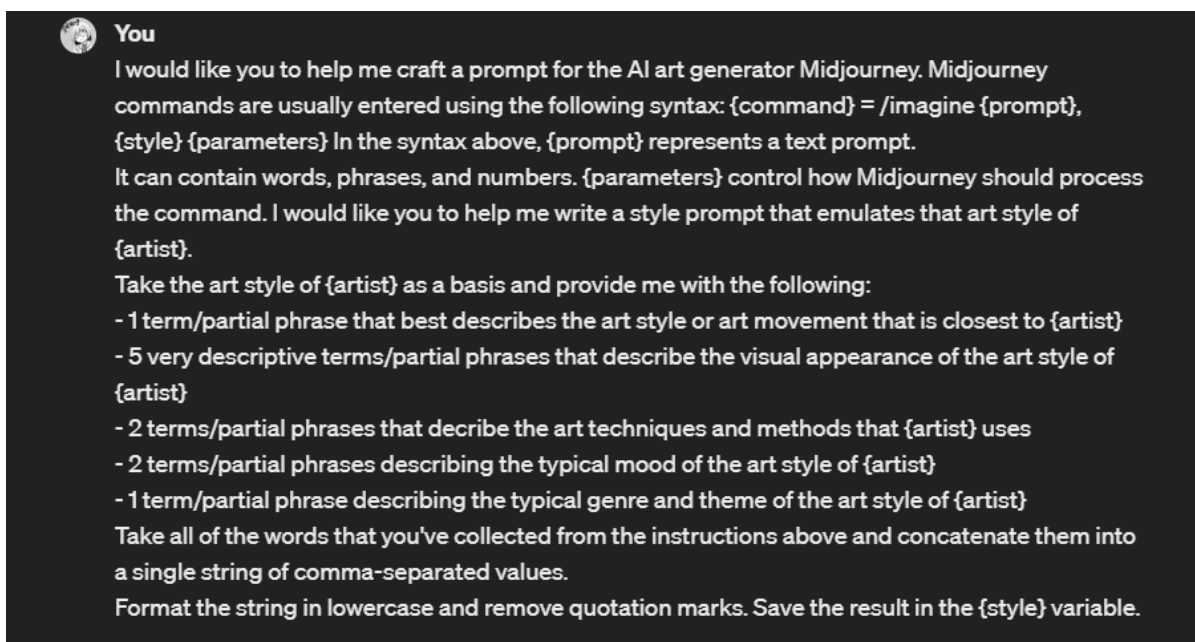 You
I would like you to help me craft a prompt for the AI art generator Midjourney. Midjourney
commands are usually entered using the following syntax: {command} = /imagine {prompt},
{style} {parameters} In the syntax above, {prompt} represents a text prompt.
It can contain words, phrases, and numbers. {parameters} control how Midjourney should process
the command. I would like you to help me write a style prompt that emulates that art style of
{artist}.
Take the art style of {artist} as a basis and provide me with the following:
- 1 term/partial phrase that best describes the art style or art movement that is closest to {artist}
- 5 very descriptive terms/partial phrases that describe the visual appearance of the art style of
{artist}
- 2 terms/partial phrases that decribe the art techniques and methods that {artist} uses
- 2 terms/partial phrases describing the typical mood of the art style of {artist}
- 1 term/partial phrase describing the typical genre and theme of the art style of {artist}
Take all of the words that you've collected from the instructions above and concatenate them into
a single string of comma-separated values.
Format the string in lowercase and remove quotation marks. Save the result in the {style} variable.